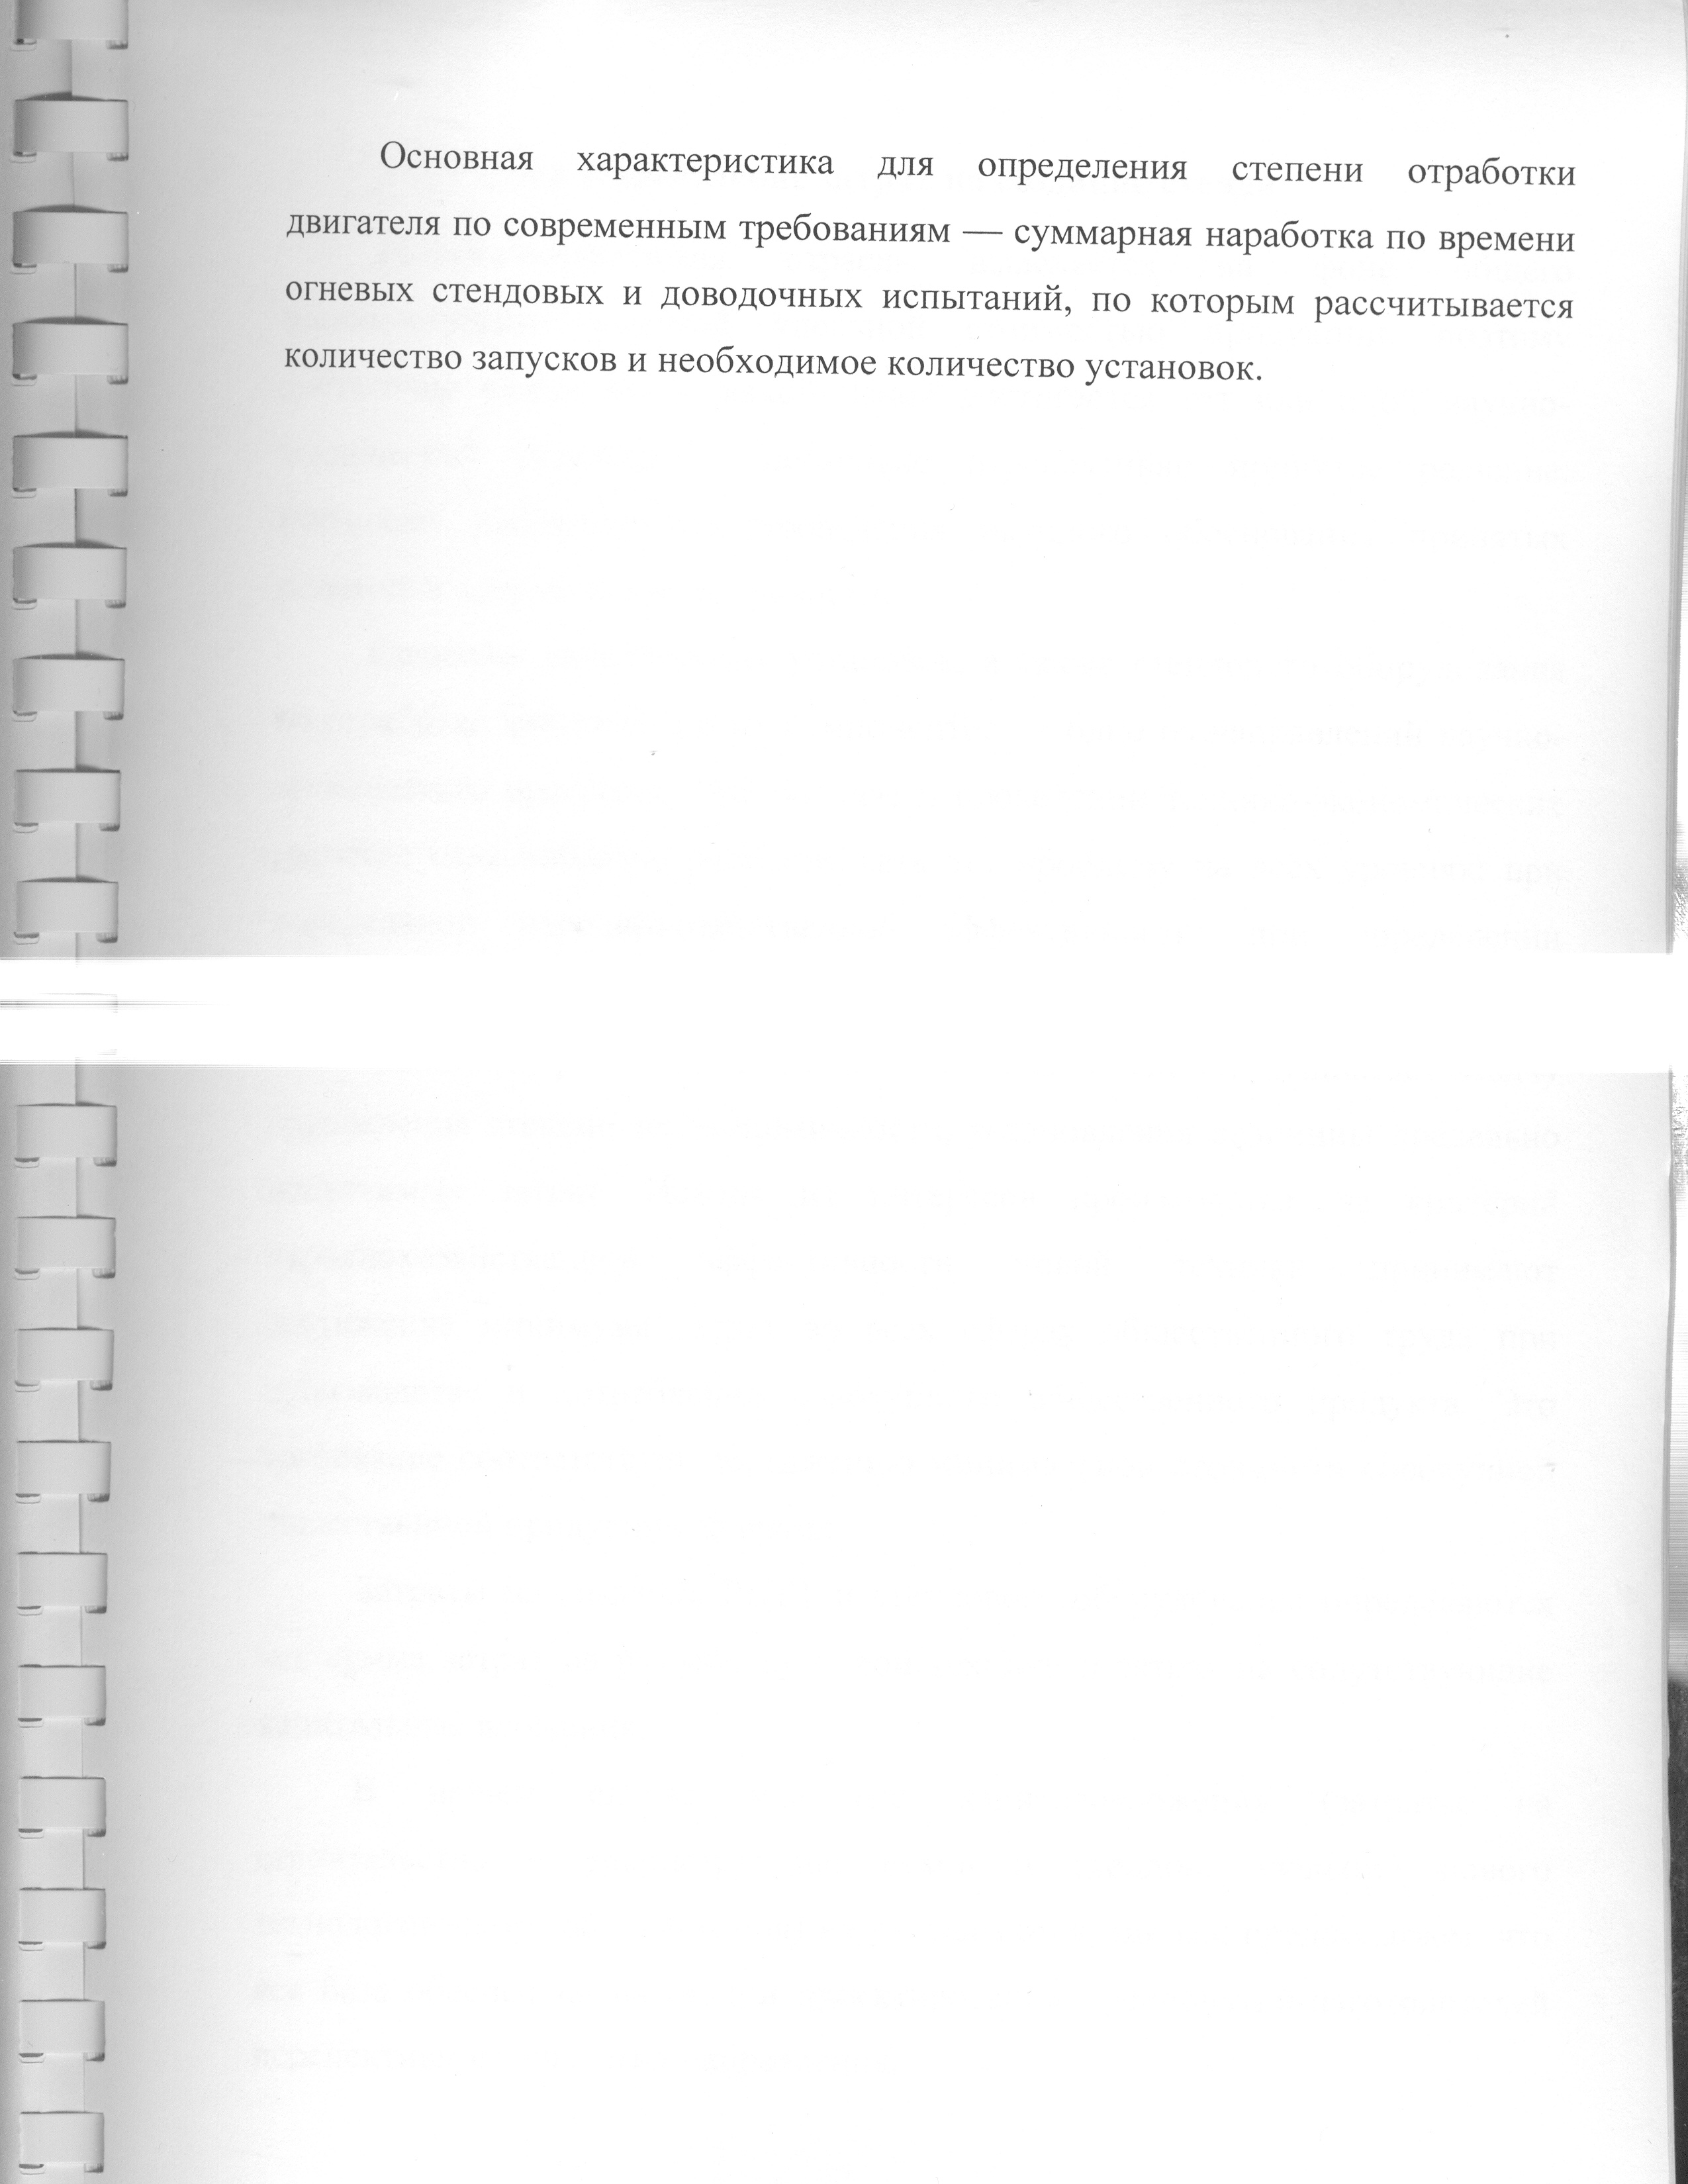 Основная характеристика для определения степени отработки
двигателя по современным требованиям — суммарная наработка по времени
огневых стендовых и доводочных испытаний, по которым рассчитывается
количество запусков и необходимое количество установок.